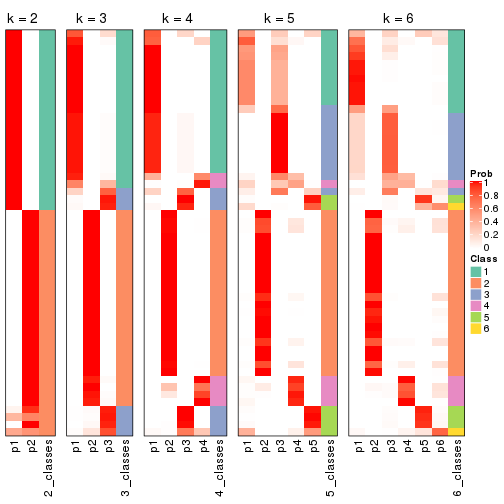 k = 2
k = 3
k = 4
k = 5
k = 6
p1
p2
2_classes
p1
p2
p3
3_classes
p1
p2
p3
p4
4_classes
p1
p2
p3
p4
p5
5_classes
p1
p2
p3
p4
p5
p6
6_classes
Prob
1
0.8
0.6
0.4
0.2
0
Class
1
2
3
4
5
6